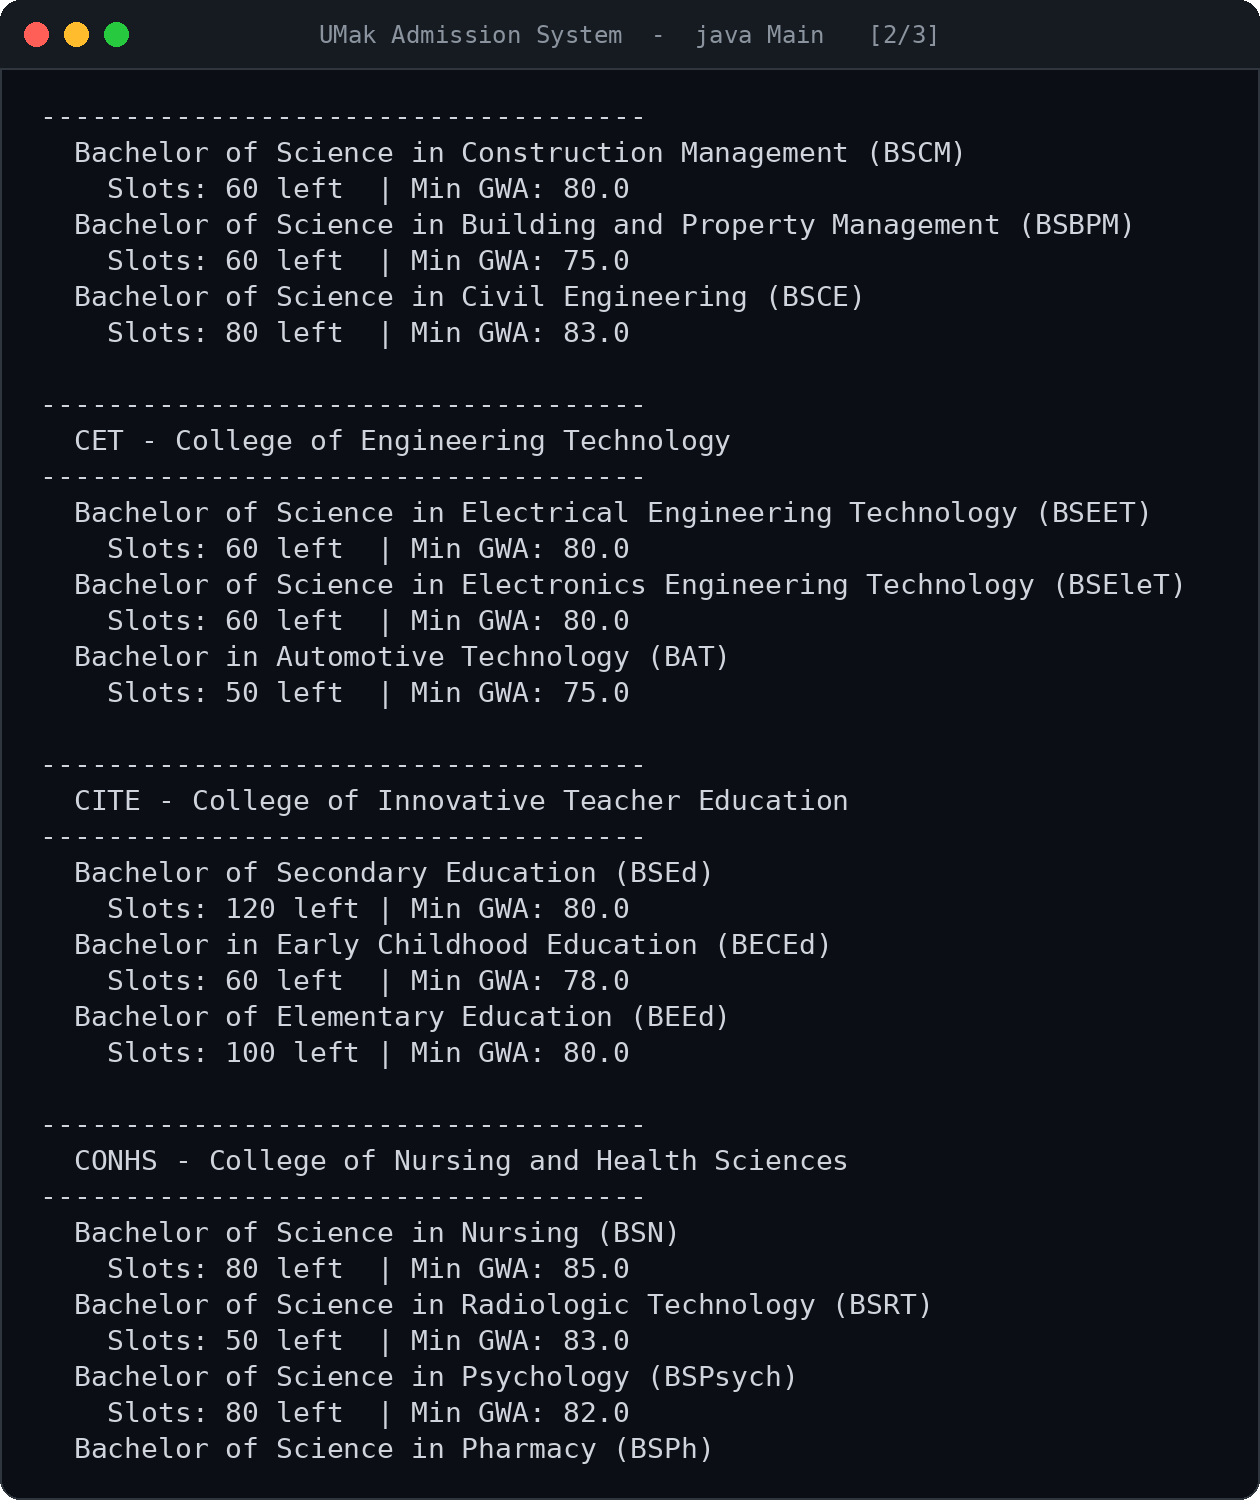 UMak Admission System  -  java Main   [2/3]
------------------------------------
  Bachelor of Science in Construction Management (BSCM)
    Slots: 60 left  | Min GWA: 80.0
  Bachelor of Science in Building and Property Management (BSBPM)
    Slots: 60 left  | Min GWA: 75.0
  Bachelor of Science in Civil Engineering (BSCE)
    Slots: 80 left  | Min GWA: 83.0

------------------------------------
  CET - College of Engineering Technology
------------------------------------
  Bachelor of Science in Electrical Engineering Technology (BSEET)
    Slots: 60 left  | Min GWA: 80.0
  Bachelor of Science in Electronics Engineering Technology (BSEleT)
    Slots: 60 left  | Min GWA: 80.0
  Bachelor in Automotive Technology (BAT)
    Slots: 50 left  | Min GWA: 75.0

------------------------------------
  CITE - College of Innovative Teacher Education
------------------------------------
  Bachelor of Secondary Education (BSEd)
    Slots: 120 left | Min GWA: 80.0
  Bachelor in Early Childhood Education (BECEd)
    Slots: 60 left  | Min GWA: 78.0
  Bachelor of Elementary Education (BEEd)
    Slots: 100 left | Min GWA: 80.0

------------------------------------
  CONHS - College of Nursing and Health Sciences
------------------------------------
  Bachelor of Science in Nursing (BSN)
    Slots: 80 left  | Min GWA: 85.0
  Bachelor of Science in Radiologic Technology (BSRT)
    Slots: 50 left  | Min GWA: 83.0
  Bachelor of Science in Psychology (BSPsych)
    Slots: 80 left  | Min GWA: 82.0
  Bachelor of Science in Pharmacy (BSPh)